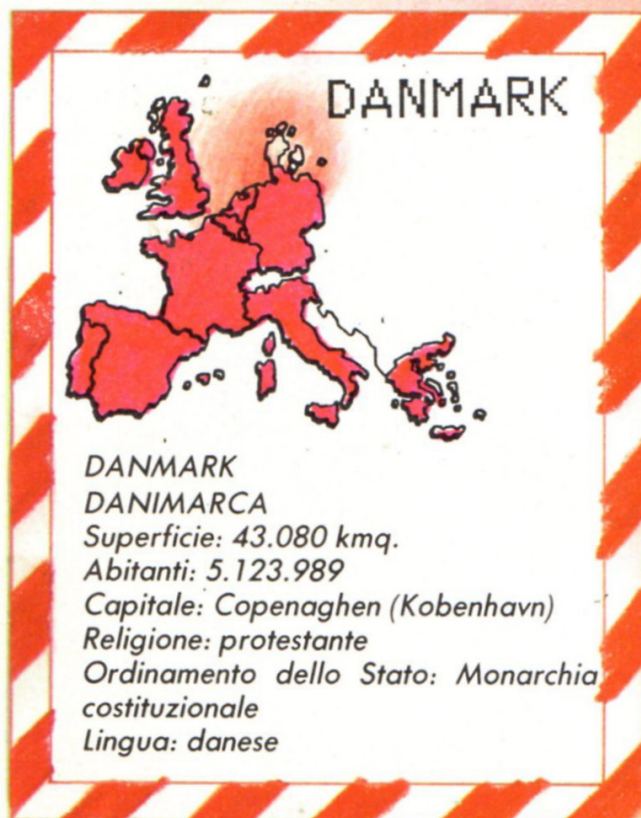 DANMARK
DANMARK
DANIMARCA
Superficie: 43.080 kmq.
Abitanti: 5.123.989
Capitale: Copenaghen (Kobenhavn)
Religione: protestante
Ordinamento dello Stato: Monarchia
costituzionale
Lingua: danese